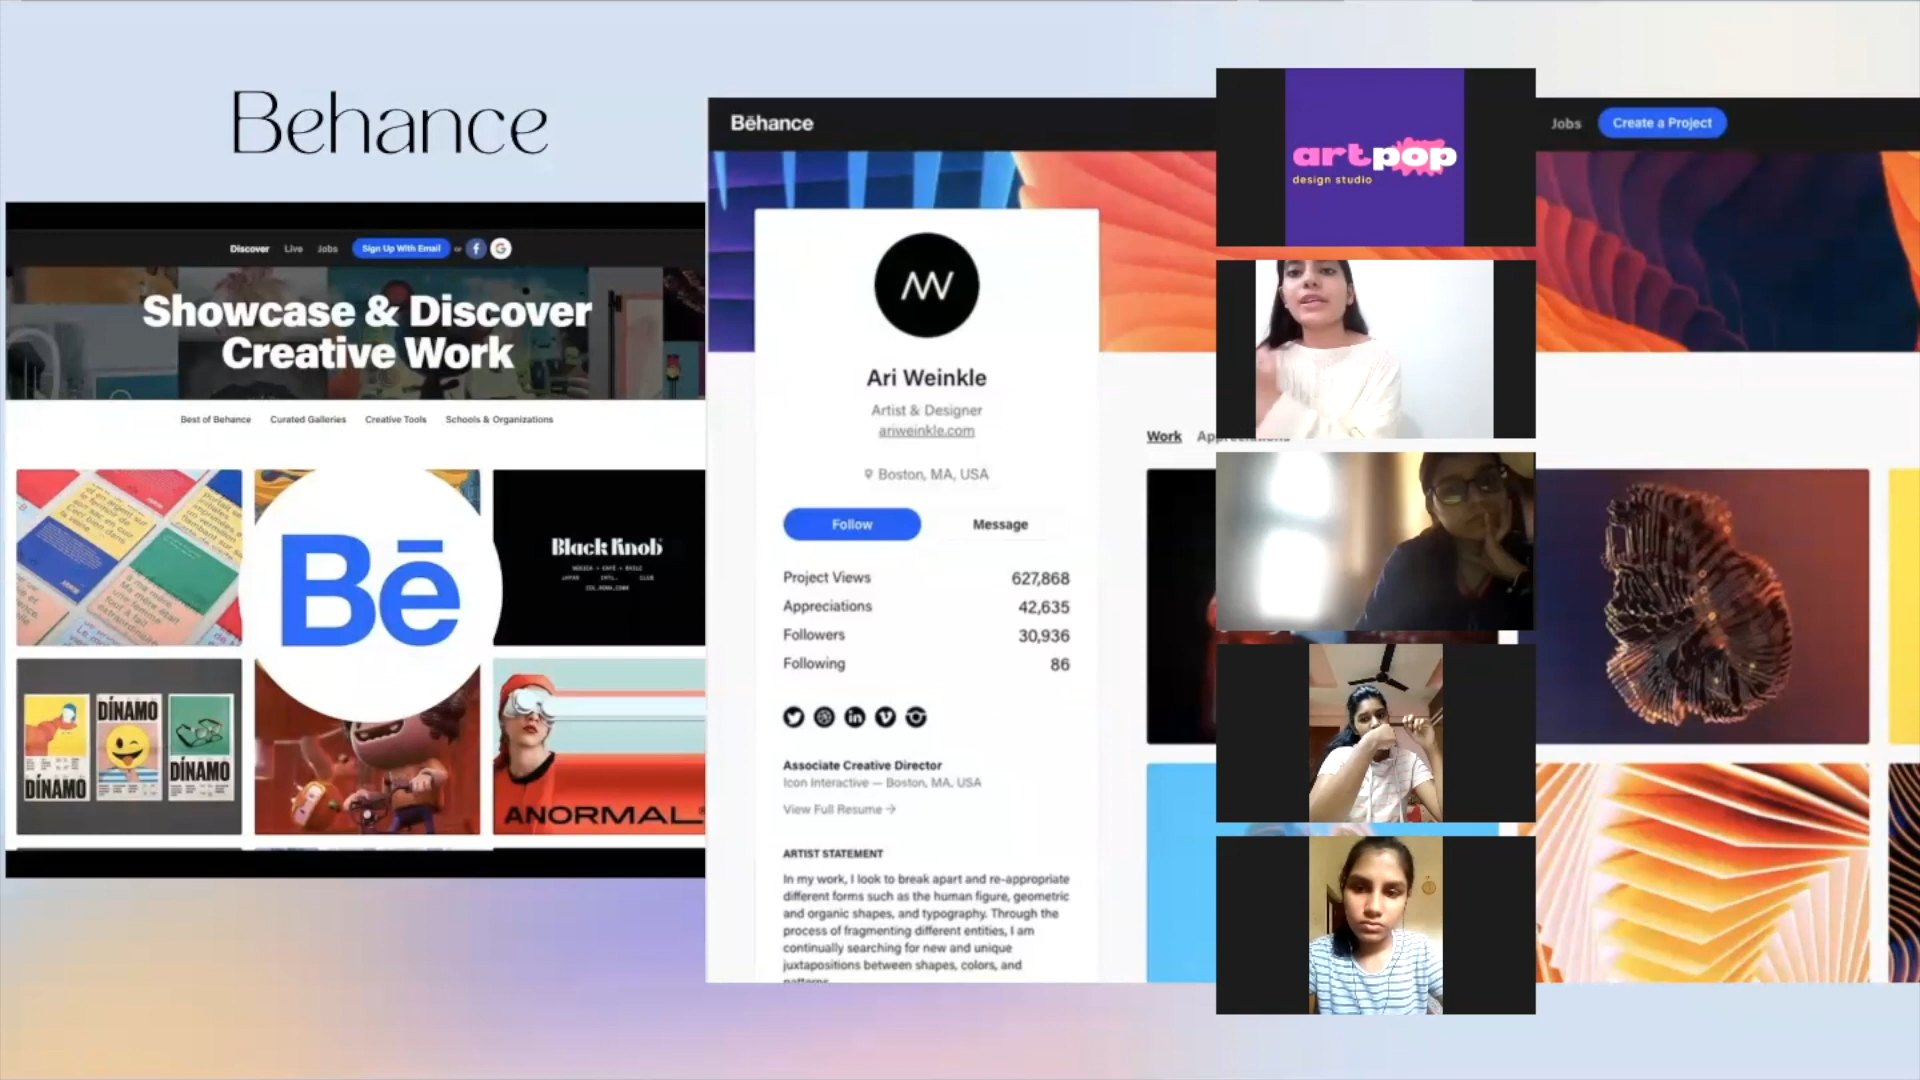 Behance
Discover Live Jobs Sign Up With Email or f G
Showcase & Discover
Creative Work
Best of Behance Curated Galleries Creative Tools Schools & Organizations
Bē
Black Knob
DÍNAMO
DÍNAMO
DÍNAMO
ANORMAL
Bēhance
Jobs Create a Project
Ari Weinkle
Artist & Designer
ariweinkle.com
Boston, MA, USA
Follow Message
Project Views 627,868
Appreciations 42,635
Followers 30,936
Following 86
in
Associate Creative Director
Icon Interactive — Boston, MA, USA
View Full Resume →
ARTIST STATEMENT
In my work, I look to break apart and re-appropriate
different forms such as the human figure, geometric
and organic shapes, and typography. Through the
process of fragmenting different entities, I am
continually searching for new and unique
juxtapositions between shapes, colors, and
patterns
Work Appreciations
artpop
design studio